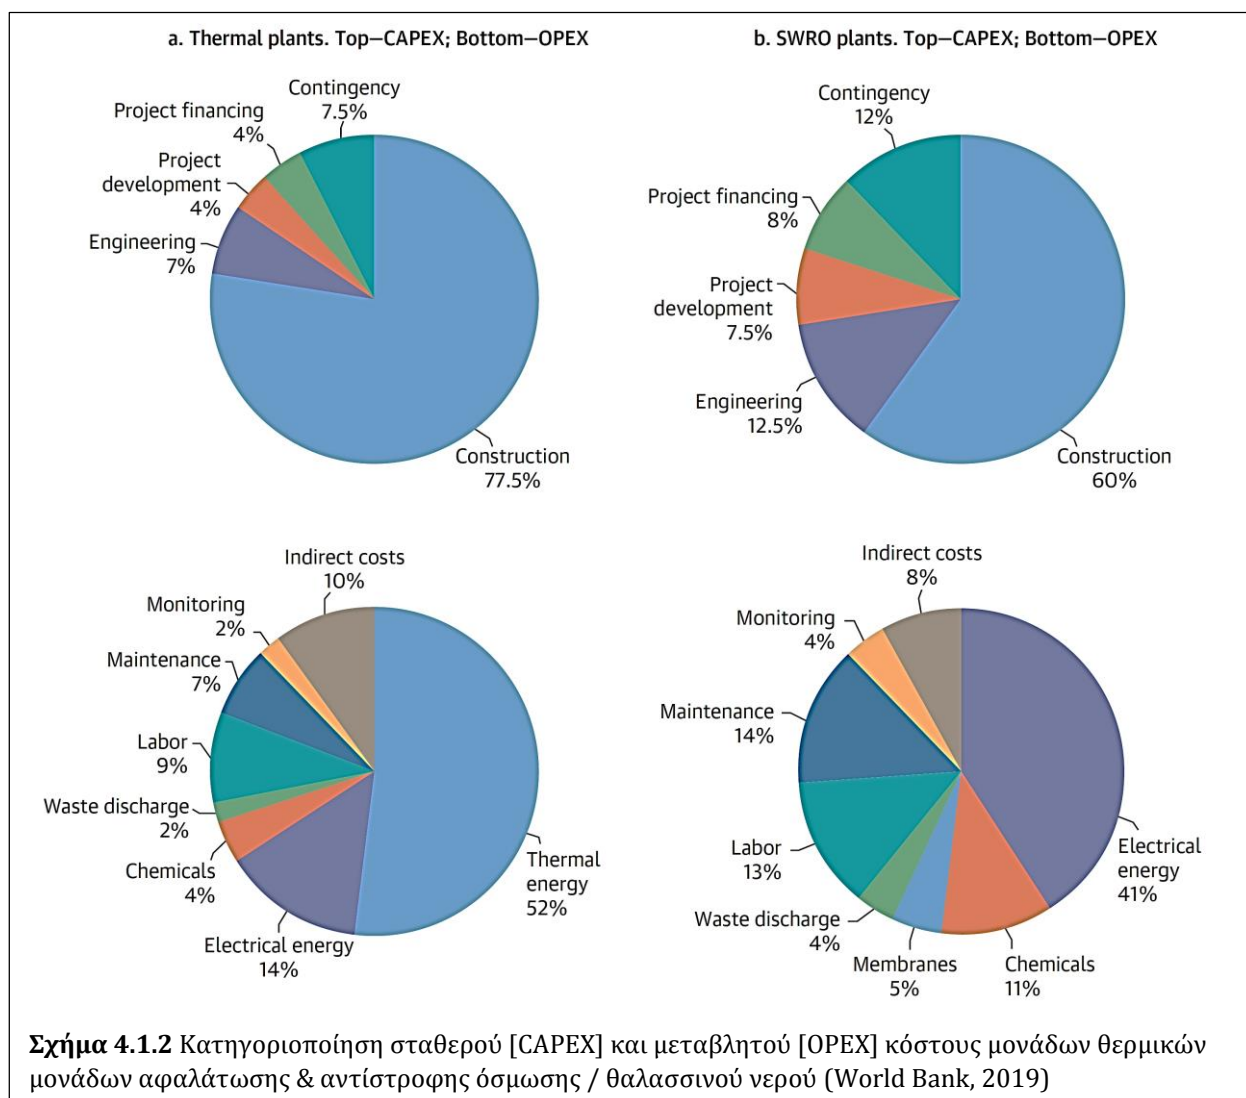 a. Thermal plants. Top—CAPEX; Bottom—OPEX
Contingency
7.5%
Project financing
4%
Project
development
4%
Engineering
7%
Construction
77.5%
Indirect costs
10%
Monitoring
2%
Maintenance
7%
Labor
9%
Waste discharge
2%
Chemicals
4%
Electrical energy
14%
Thermal
energy
52%
b. SWRO plants. Top—CAPEX; Bottom—OPEX
Contingency
12%
Project financing
8%
Project
development
7.5%
Engineering
12.5%
Construction
60%
Indirect costs
8%
Monitoring
4%
Maintenance
14%
Labor
13%
Waste discharge
4%
Membranes
5%
Chemicals
11%
Electrical
energy
41%
Σχήμα 4.1.2 Κατηγοριοποίηση σταθερού [CAPEX] και μεταβλητού [OPEX] κόστους μονάδων θερμικών
μονάδων αφαλάτωσης & αντίστροφης όσμωσης / θαλασσινού νερού (World Bank, 2019)